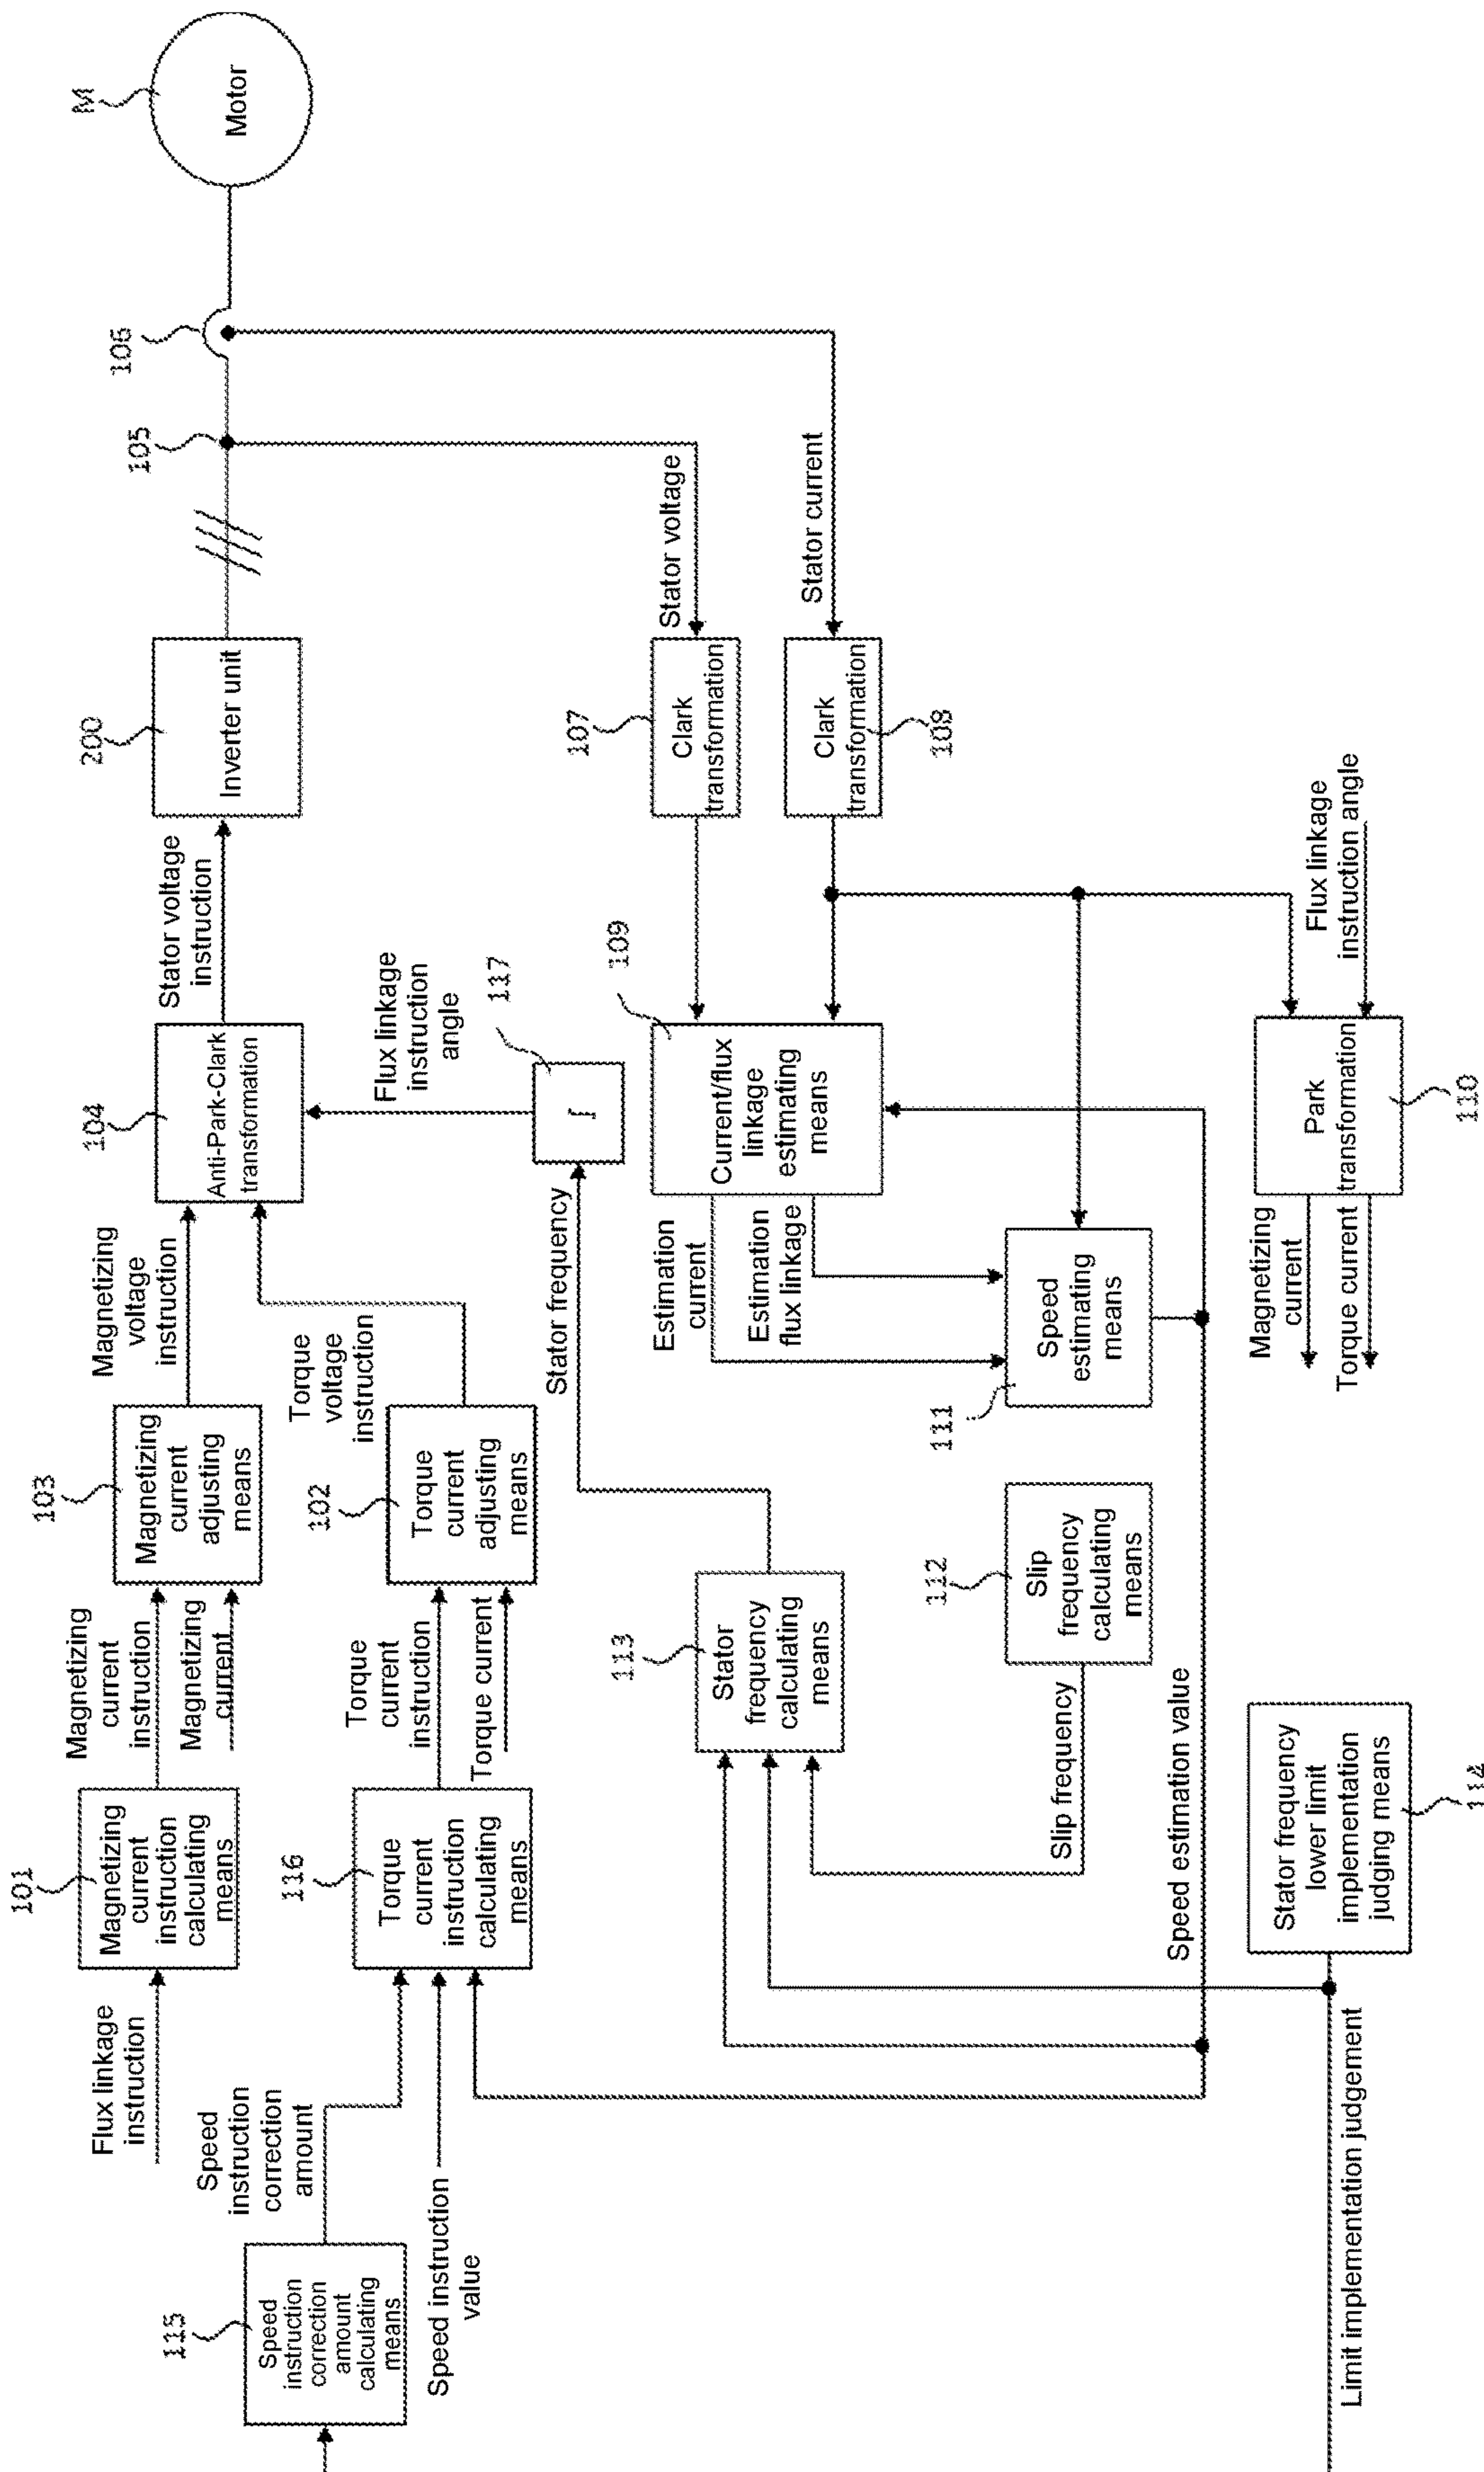 101
Magnetizing
current
instruction
calculating
means
Flux linkage
instruction
Magnetizing
current
instruction
Magnetizing
current
103
Magnetizing
current
adjusting
means
Magnetizing
voltage
instruction
104
Anti-Park-Clark
transformation
Stator voltage
instruction
200
Inverter unit
105
106
M
Motor
115
Speed
instruction
correction
amount
calculating
means
Speed
instruction
correction
amount
Speed instruction
value
116
Torque
current
instruction
calculating
means
Torque
current
instruction
Torque current
102
Torque
current
adjusting
means
Torque
voltage
instruction
Flux linkage
instruction
angle
117
∫
Stator frequency
113
Stator
frequency
calculating
means
Estimation
current
Estimation
flux linkage
109
Current/flux
linkage
estimating
means
107
Clark
transformation
Stator voltage
Clark
transformation
108
Stator current
Slip frequency
112
Slip
frequency
calculating
means
111
Speed
estimating
means
Speed estimation value
Limit implementation judgement
Stator frequency
lower limit
implementation
judging means
114
Magnetizing
current
Torque current
Park
transformation
110
Flux linkage
instruction angle